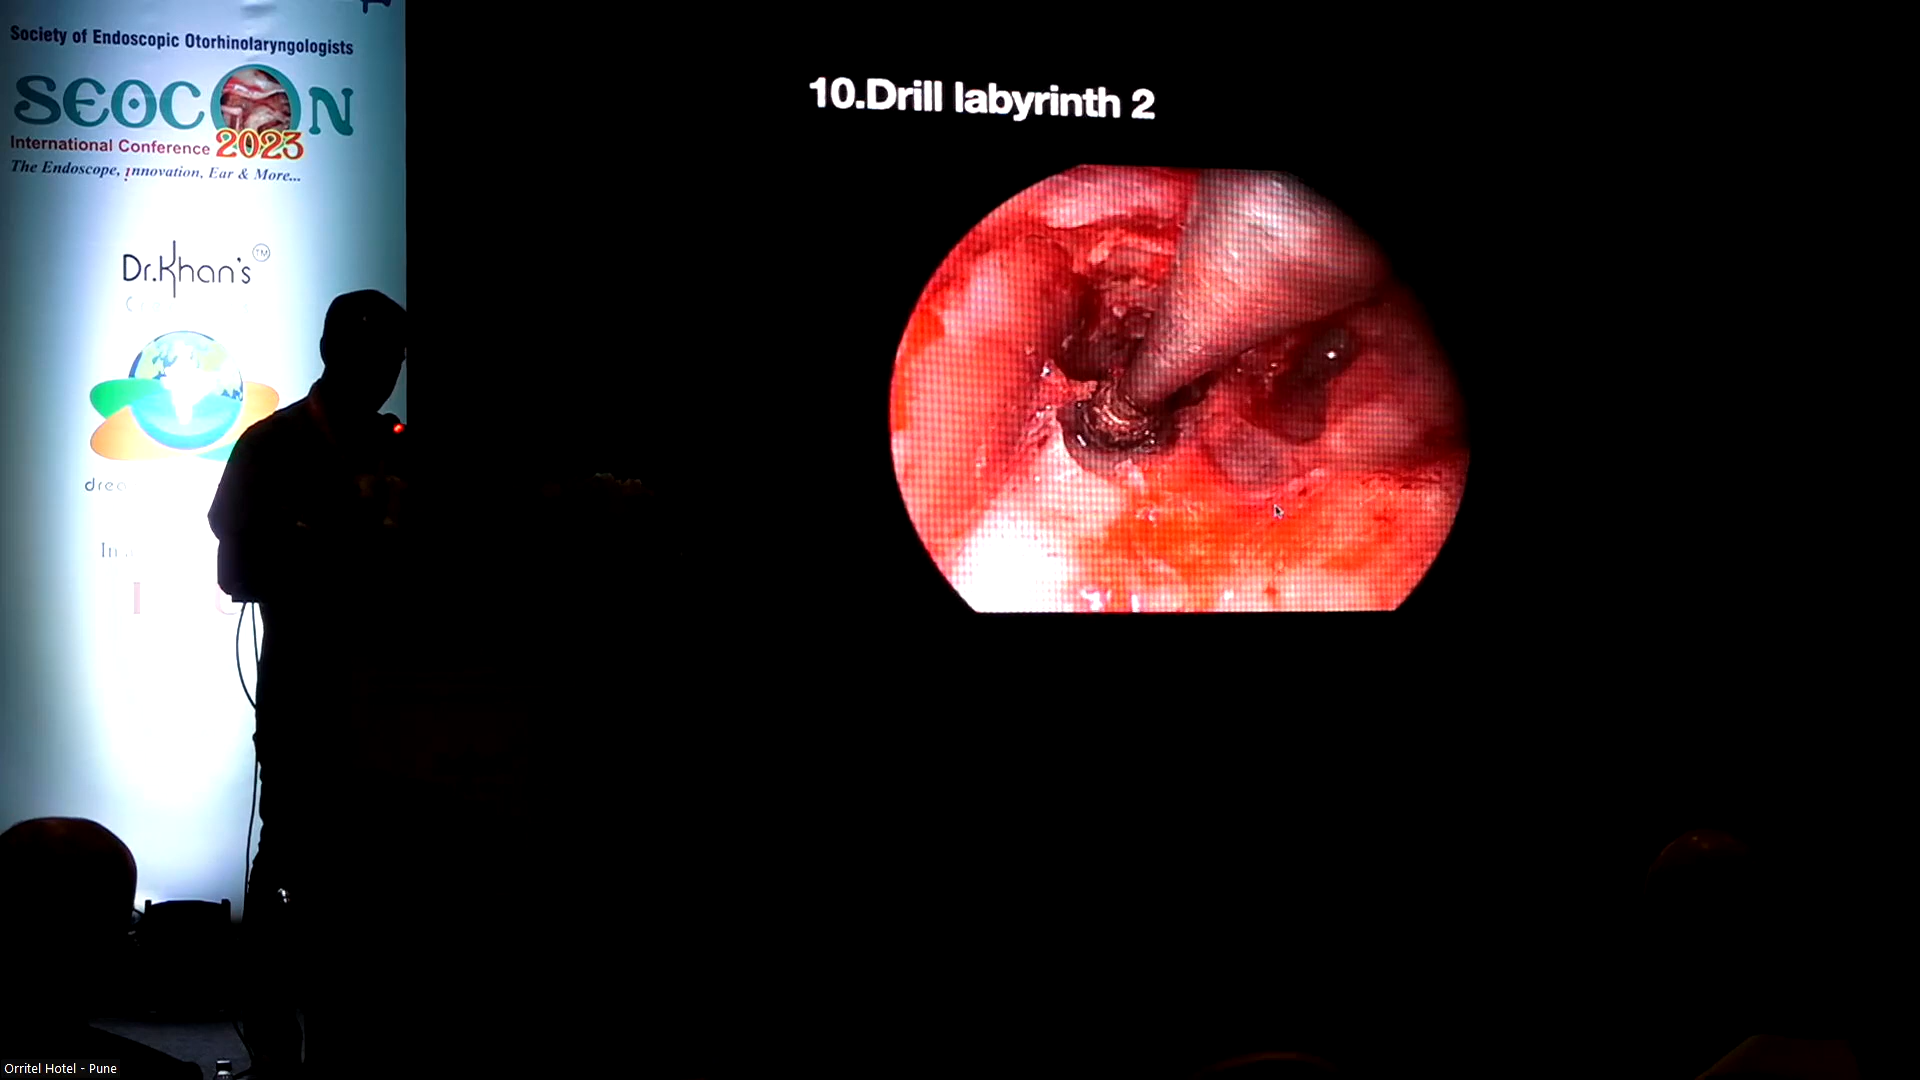 Society of Endoscopic Otorhinolaryngologists
SEOCON
International Conference 2023
The Endoscope, innovation, Ear & More...
Dr.Khan's TM
10.Drill labyrinth 2
Orritel Hotel - Pune